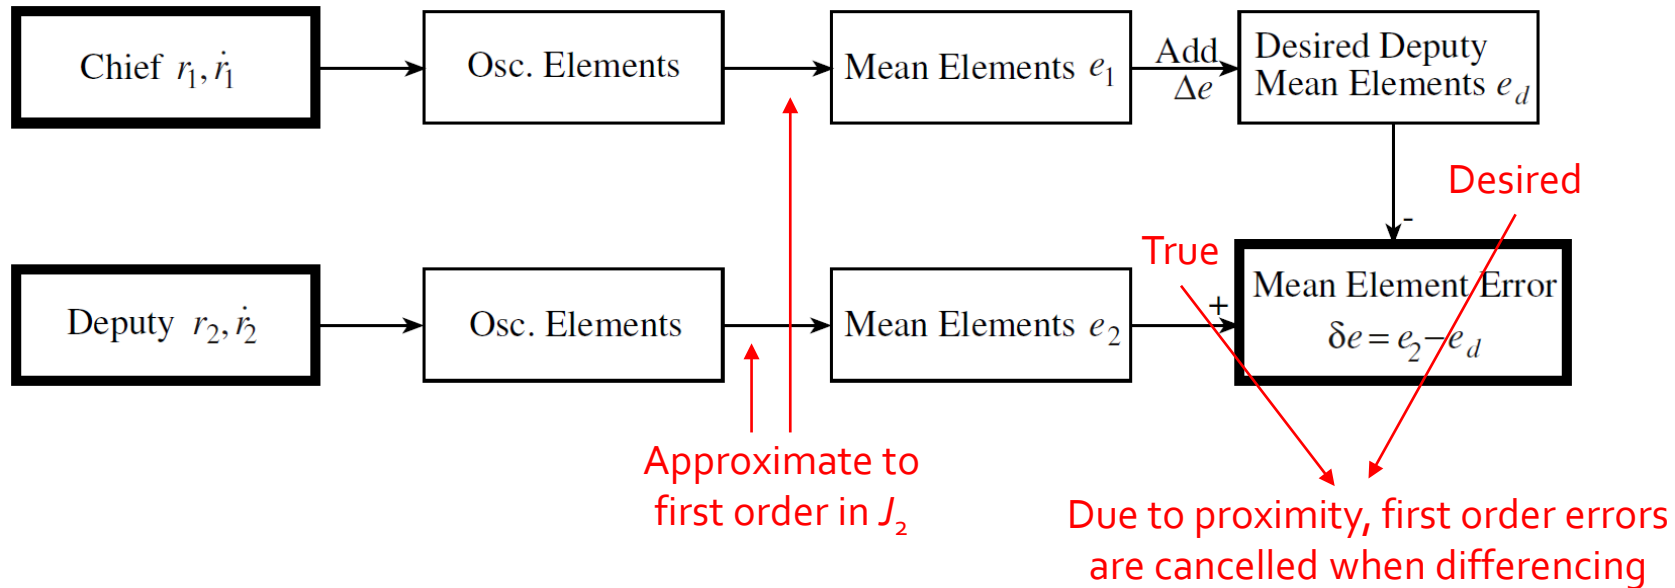 Chief r₁, ṙ₁
Osc. Elements
Mean Elements e₁
Add
Δe
Desired Deputy
Mean Elements e_d
Desired
-
True
Deputy r₂, ṙ₂
Osc. Elements
Mean Elements e₂
+
Mean Element Error
δe = e₂ − e_d
Approximate to
first order in J₂
Due to proximity, first order errors
are cancelled when differencing